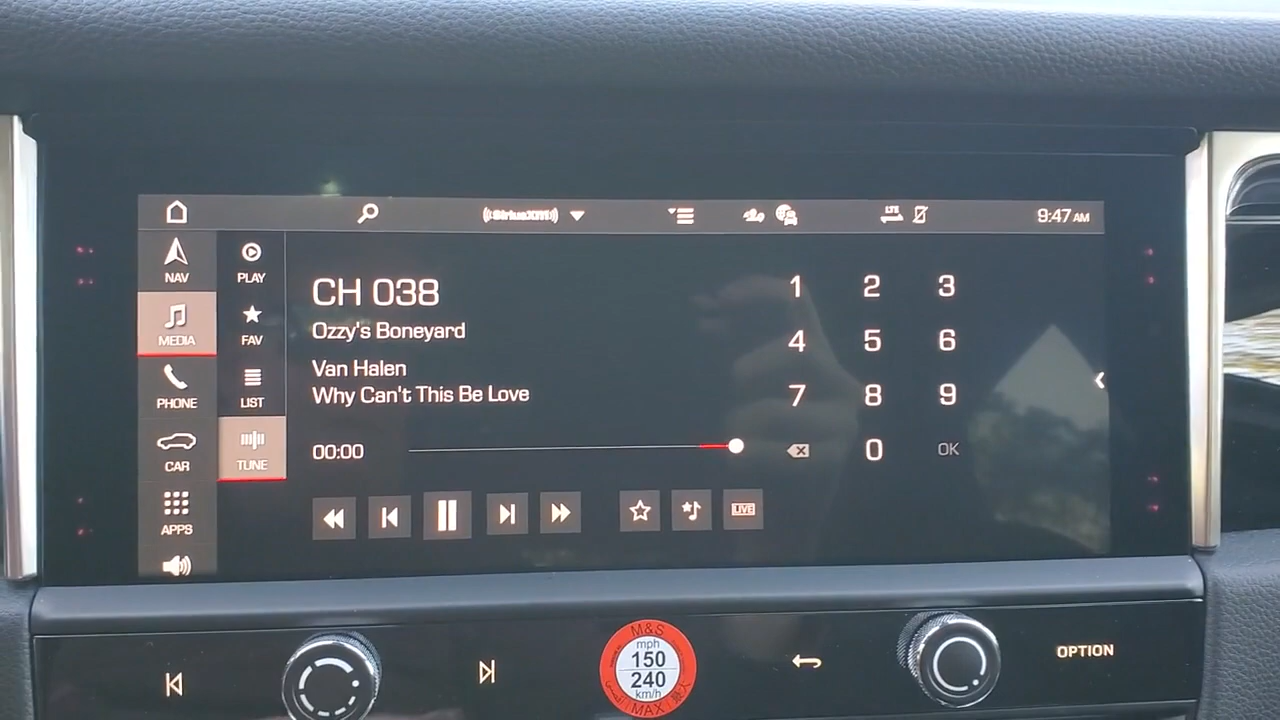 ((SiriusXM))
LTE
9:47 AM
NAV
PLAY
MEDIA
FAV
PHONE
LIST
CAR
TUNE
APPS
CH 038
Ozzy's Boneyard
Van Halen
Why Can't This Be Love
00:00
LIVE
1 2 3
4 5 6
7 8 9
0 OK
M&S
mph
150
240
km/h
MAX
OPTION